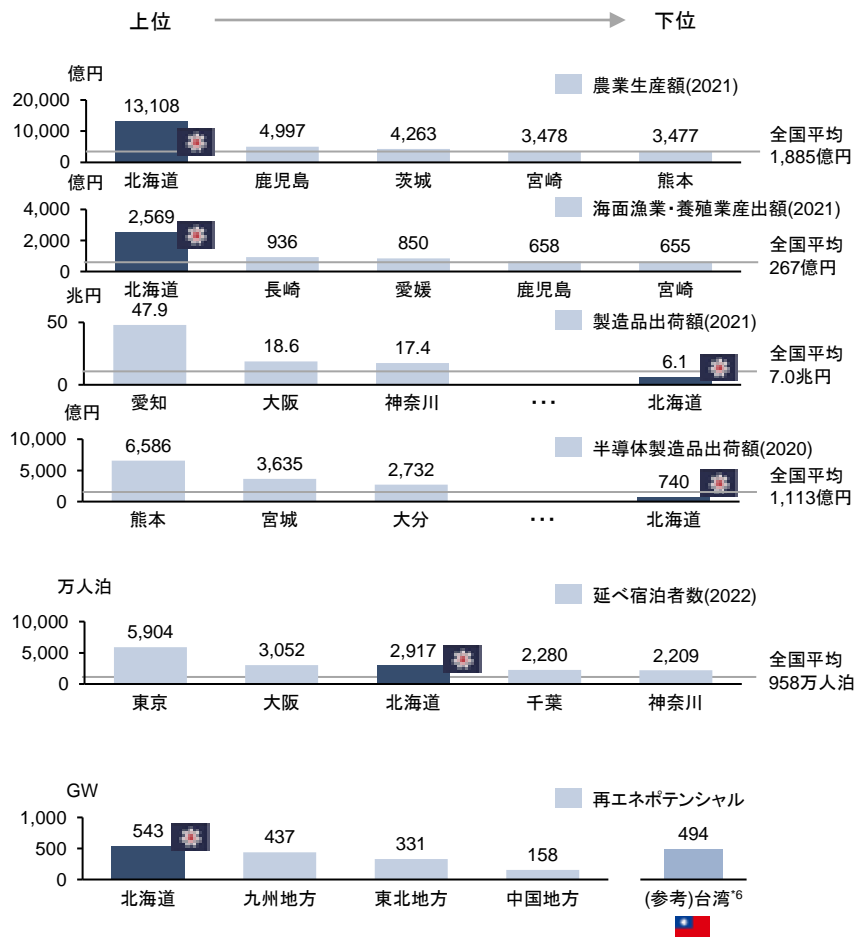 上位 下位
億円
農業生産額(2021)
20,000
10,000
0
13,108 4,997 4,263 3,478 3,477
全国平均
1,885億円
北海道 鹿児島 茨城 宮崎 熊本
億円
海面漁業・養殖業産出額(2021)
4,000
2,000
0
2,569 936 850 658 655
全国平均
267億円
北海道 長崎 愛媛 鹿児島 宮崎
兆円
製造品出荷額(2021)
50
0
47.9 18.6 17.4 6.1
全国平均
7.0兆円
愛知 大阪 神奈川 ・・・ 北海道
億円
半導体製造品出荷額(2020)
10,000
5,000
0
6,586 3,635 2,732 740
全国平均
1,113億円
熊本 宮城 大分 ・・・ 北海道
万人泊
延べ宿泊者数(2022)
10,000
5,000
0
5,904 3,052 2,917 2,280 2,209
全国平均
958万人泊
東京 大阪 北海道 千葉 神奈川
GW
再エネポテンシャル
1,000
500
0
543 437 331 158 494
北海道 九州地方 東北地方 中国地方 (参考)台湾*6